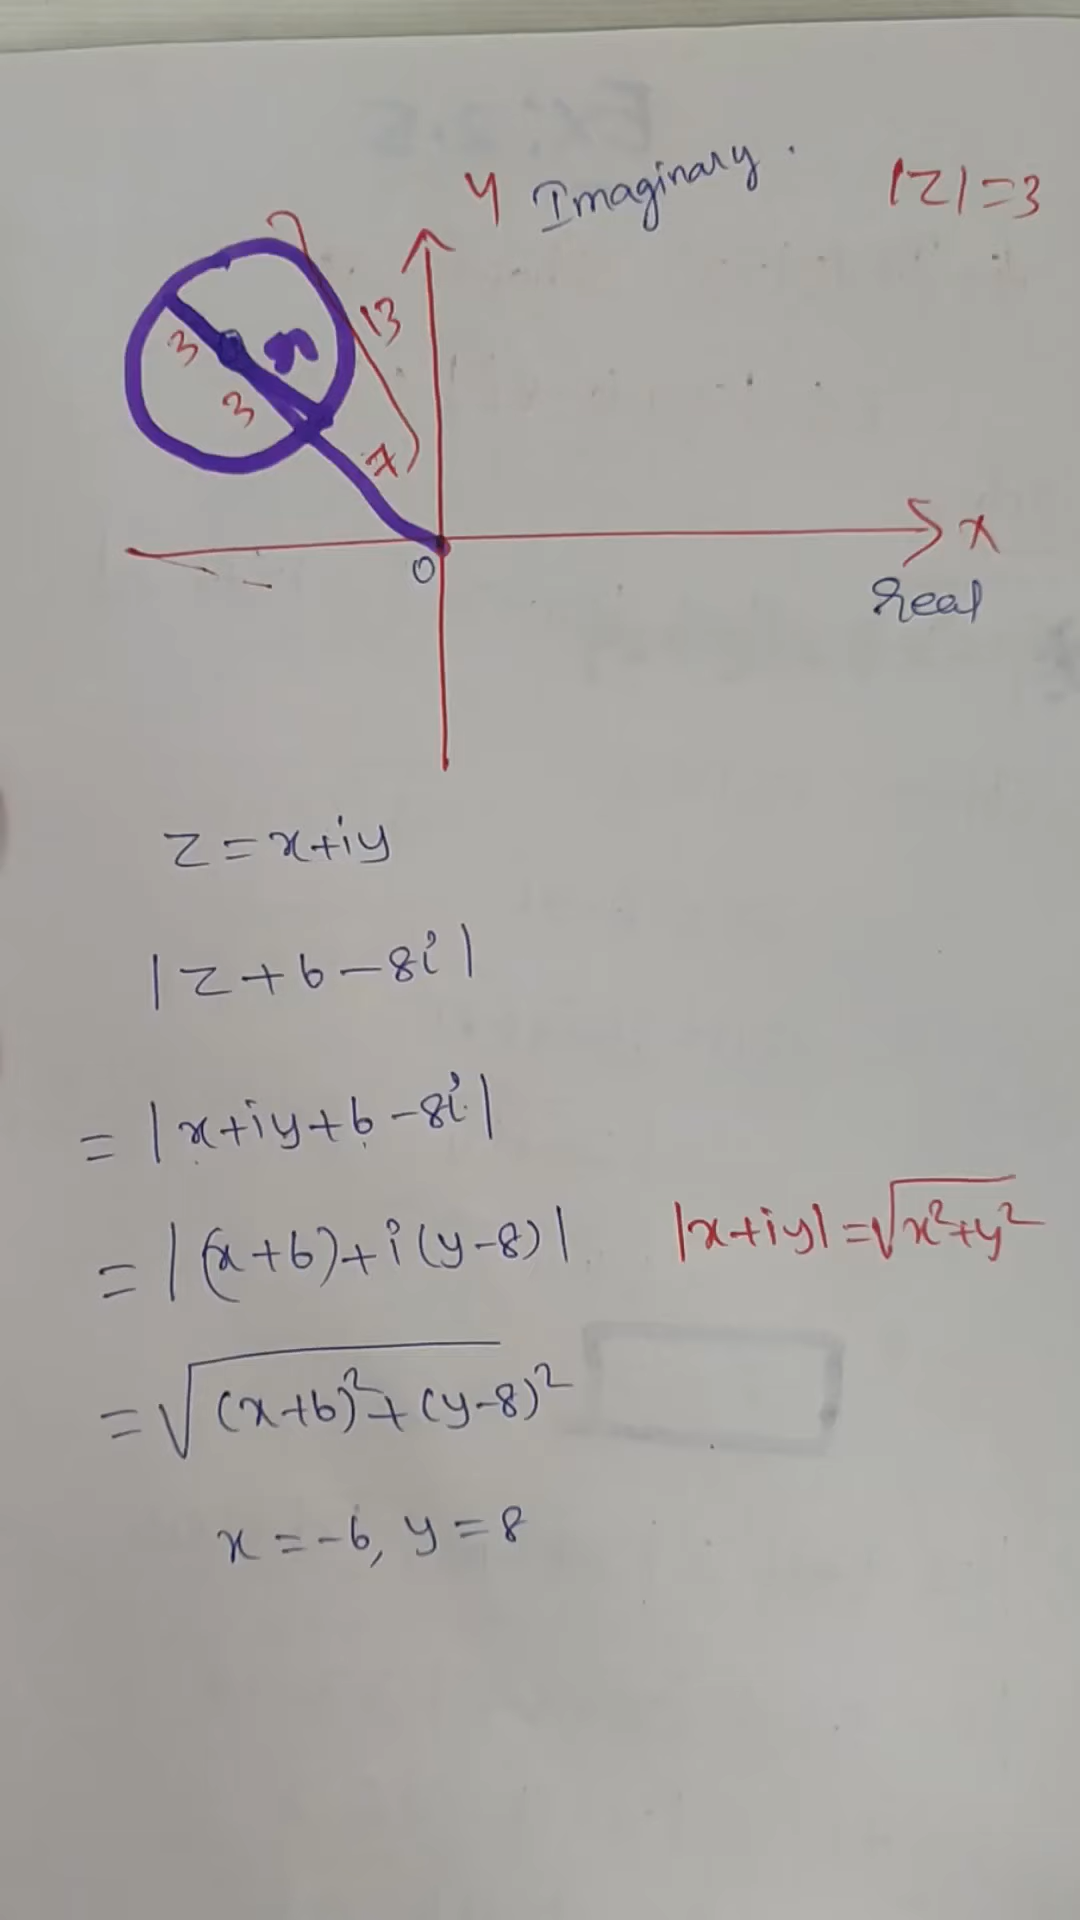 Y Imaginary.
|z|=3
13
3
3
7
0
x
real
z=x+iy
|z+6-8i|
=|x+iy+6-8i|
=|(x+6)+i(y-8)|
|x+iy|=√x²+y²
=√(x+6)²+(y-8)²
x=-6, y=8